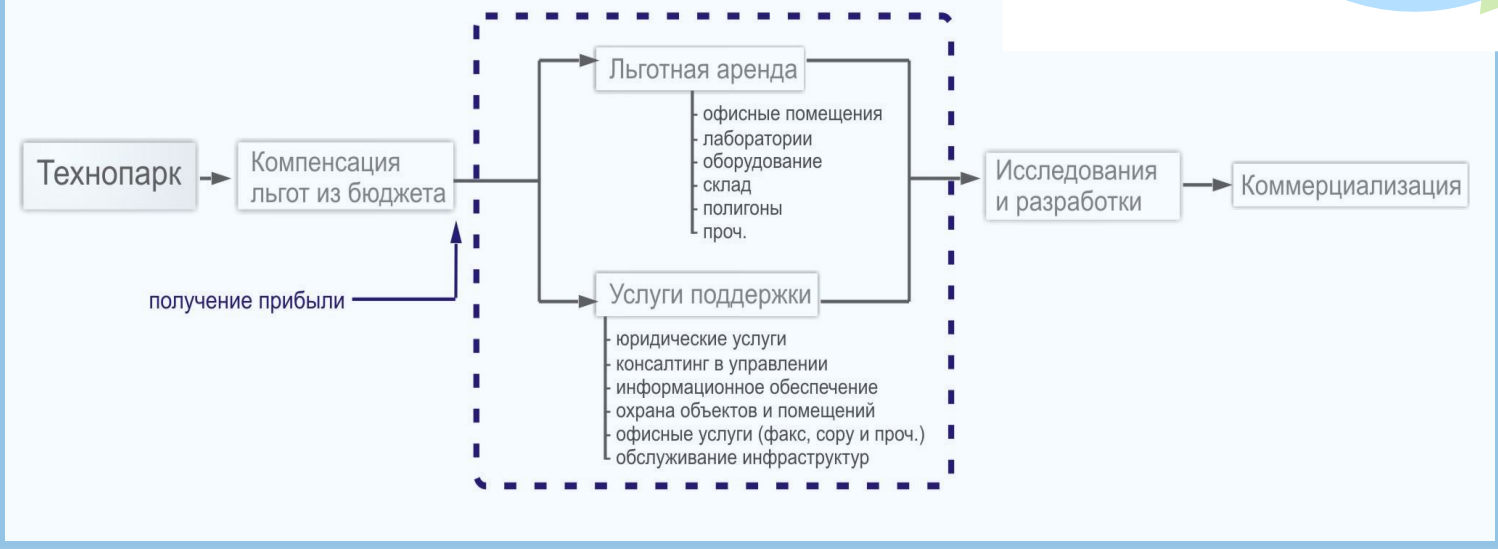 Технопарк
Компенсация
льгот из бюджета
получение прибыли
Льготная аренда
- офисные помещения
- лаборатории
- оборудование
- склад
- полигоны
- проч.
Услуги поддержки
- юридические услуги
- консалтинг в управлении
- информационное обеспечение
- охрана объектов и помещений
- офисные услуги (факс, copy и проч.)
- обслуживание инфраструктур
Исследования
и разработки
Коммерциализация